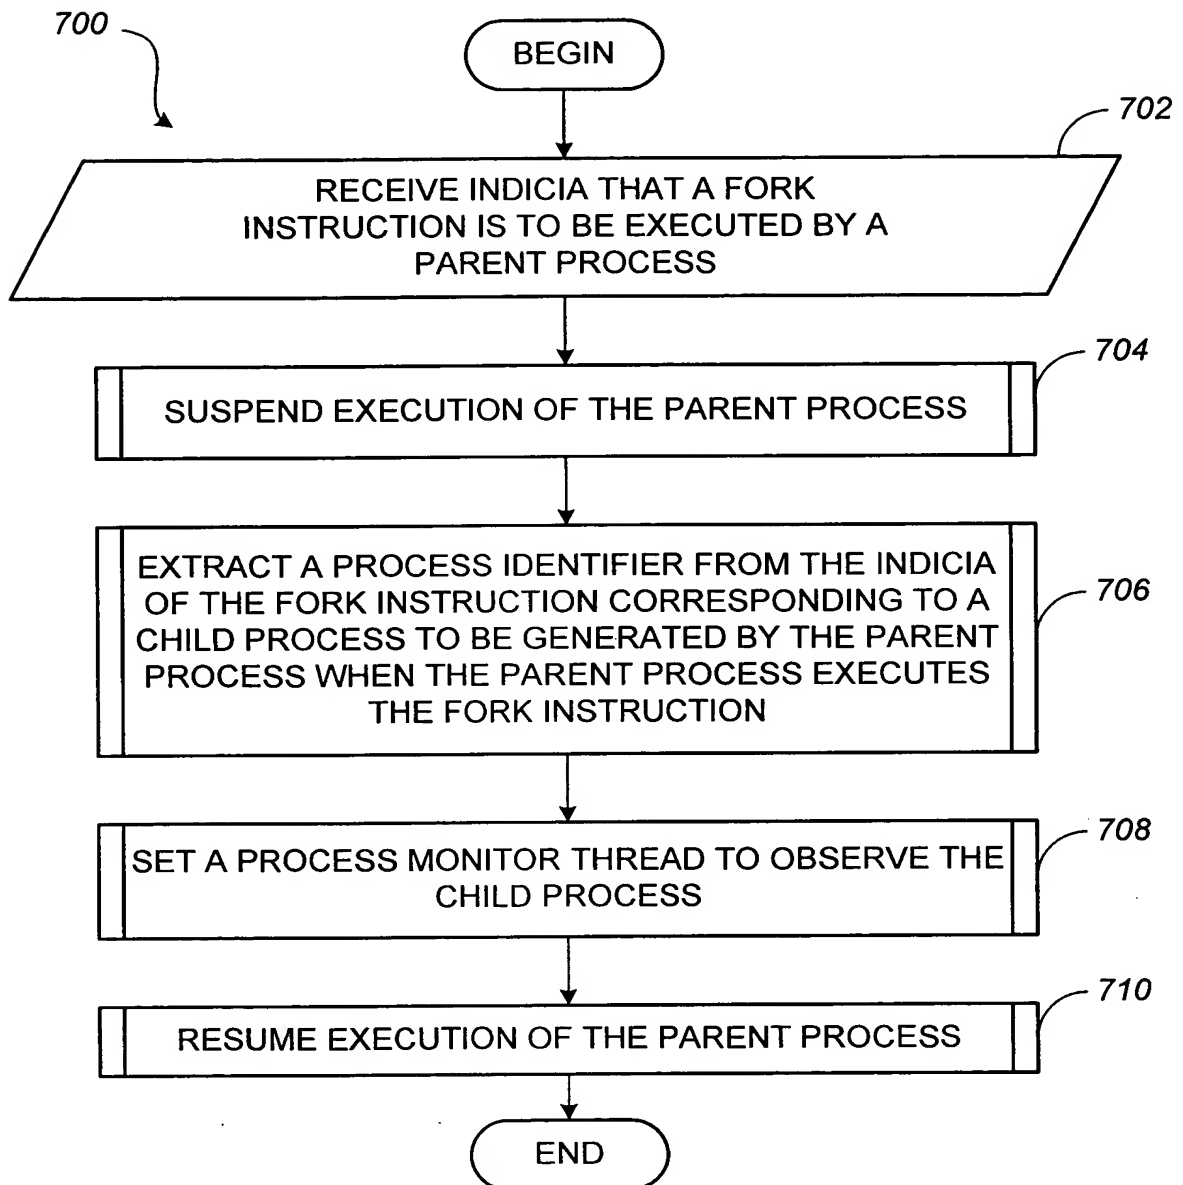 700
BEGIN
702
RECEIVE INDICIA THAT A FORK
INSTRUCTION IS TO BE EXECUTED BY A
PARENT PROCESS
704
SUSPEND EXECUTION OF THE PARENT PROCESS
EXTRACT A PROCESS IDENTIFIER FROM THE INDICIA
OF THE FORK INSTRUCTION CORRESPONDING TO A
CHILD PROCESS TO BE GENERATED BY THE PARENT
PROCESS WHEN THE PARENT PROCESS EXECUTES
THE FORK INSTRUCTION
706
708
SET A PROCESS MONITOR THREAD TO OBSERVE THE
CHILD PROCESS
710
RESUME EXECUTION OF THE PARENT PROCESS
END